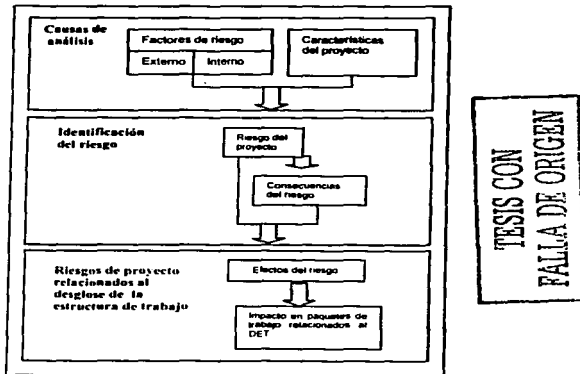 Causas de
análisis
Factores de riesgo
Externo Interno
Características
del proyecto
Identificación
del riesgo
Riesgo del
proyecto
Consecuencias
del riesgo
Riesgos de proyecto
relacionados al
desglose de la
estructura de trabajo
Efectos del riesgo
Impacto en paquetes de
trabajo relacionados al
DET
TESIS CON
FALLA DE ORIGEN